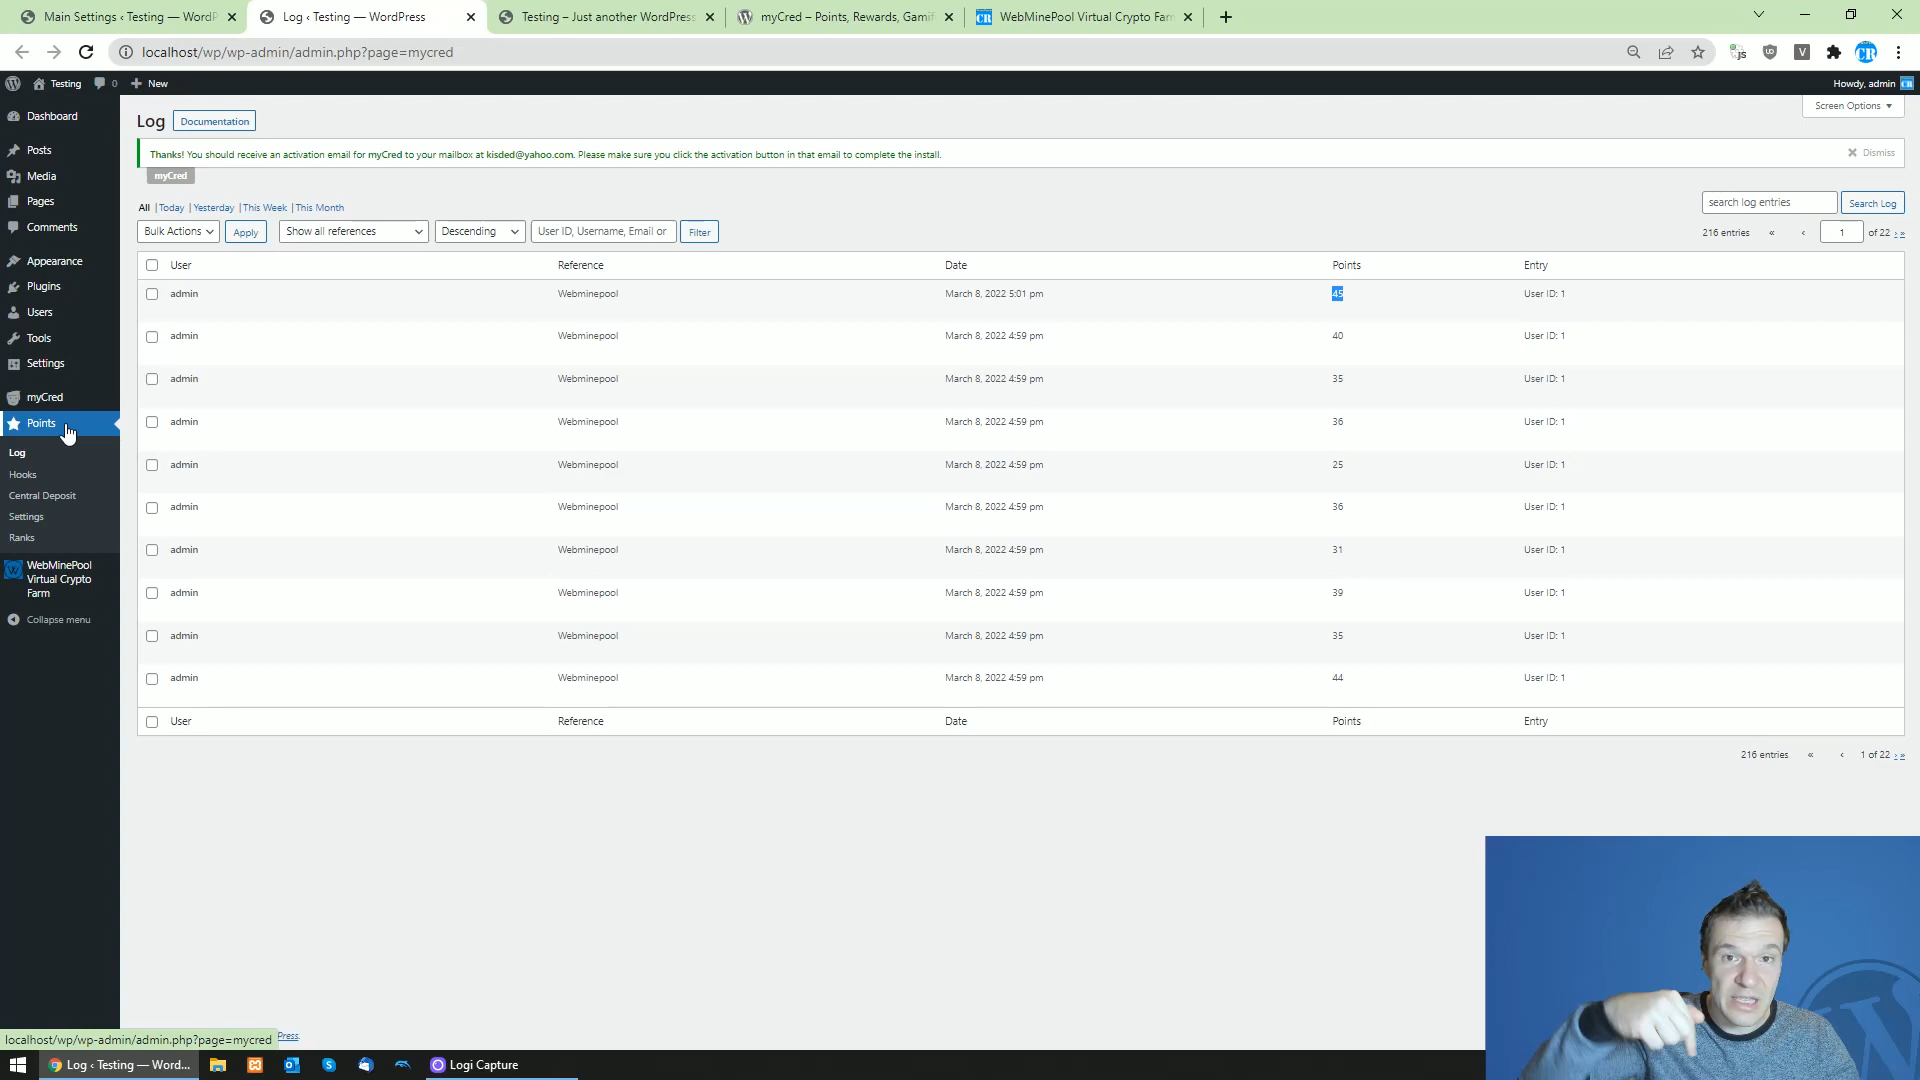 Main Settings ‹ Testing — WordP
Log ‹ Testing — WordPress
Testing – Just another WordPress
myCred – Points, Rewards, Gamif
CR WebMinePool Virtual Crypto Farm
localhost/wp/wp-admin/admin.php?page=mycred
JS V CR
Testing 0 New
Howdy, admin
Dashboard
Posts
Media
Pages
Comments
Appearance
Plugins
Users
Tools
Settings
myCred
Points
Log
Hooks
Central Deposit
Settings
Ranks
WebMinePool
Virtual Crypto
Farm
Collapse menu
Screen Options
Log Documentation
Thanks! You should receive an activation email for myCred to your mailbox at kisded@yahoo.com. Please make sure you click the activation button in that email to complete the install.
Dismiss
myCred
All | Today | Yesterday | This Week | This Month
search log entries Search Log
Bulk Actions Apply Show all references Descending User ID, Username, Email or Filter
216 entries « ‹ 1 of 22 › »
User Reference Date Points Entry
admin Webminepool March 8, 2022 5:01 pm 45 User ID: 1
admin Webminepool March 8, 2022 4:59 pm 40 User ID: 1
admin Webminepool March 8, 2022 4:59 pm 35 User ID: 1
admin Webminepool March 8, 2022 4:59 pm 36 User ID: 1
admin Webminepool March 8, 2022 4:59 pm 25 User ID: 1
admin Webminepool March 8, 2022 4:59 pm 36 User ID: 1
admin Webminepool March 8, 2022 4:59 pm 31 User ID: 1
admin Webminepool March 8, 2022 4:59 pm 39 User ID: 1
admin Webminepool March 8, 2022 4:59 pm 35 User ID: 1
admin Webminepool March 8, 2022 4:59 pm 44 User ID: 1
User Reference Date Points Entry
216 entries « ‹ 1 of 22 › »
localhost/wp/wp-admin/admin.php?page=mycred
Press.
Log ‹ Testing — Word...
Logi Capture